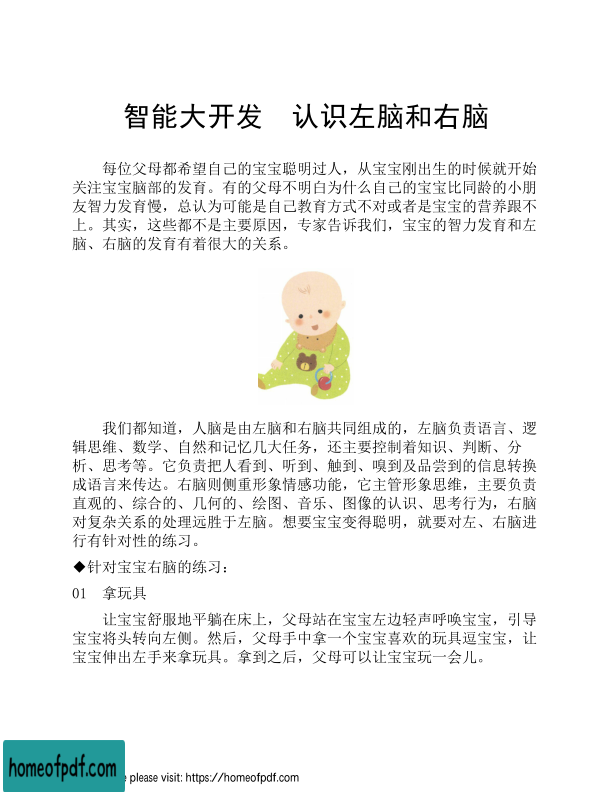 智能大开发　认识左脑和右脑
每位父母都希望自己的宝宝聪明过人，从宝宝刚出生的时候就开始
关注宝宝脑部的发育。有的父母不明白为什么自己的宝宝比同龄的小朋
友智力发育慢，总认为可能是自己教育方式不对或者是宝宝的营养跟不
上。其实，这些都不是主要原因，专家告诉我们，宝宝的智力发育和左
脑、右脑的发育有着很大的关系。
我们都知道，人脑是由左脑和右脑共同组成的，左脑负责语言、逻
辑思维、数学、自然和记忆几大任务，还主要控制着知识、判断、分
析、思考等。它负责把人看到、听到、触到、嗅到及品尝到的信息转换
成语言来传达。右脑则侧重形象情感功能，它主管形象思维，主要负责
直观的、综合的、几何的、绘图、音乐、图像的认识、思考行为，右脑
对复杂关系的处理远胜于左脑。想要宝宝变得聪明，就要对左、右脑进
行有针对性的练习。
◆针对宝宝右脑的练习：
01　拿玩具
让宝宝舒服地平躺在床上，父母站在宝宝左边轻声呼唤宝宝，引导
宝宝将头转向左侧。然后，父母手中拿一个宝宝喜欢的玩具逗宝宝，让
宝宝伸出左手来拿玩具。拿到之后，父母可以让宝宝玩一会儿。
homeofpdf.com
please visit: https://homeofpdf.com